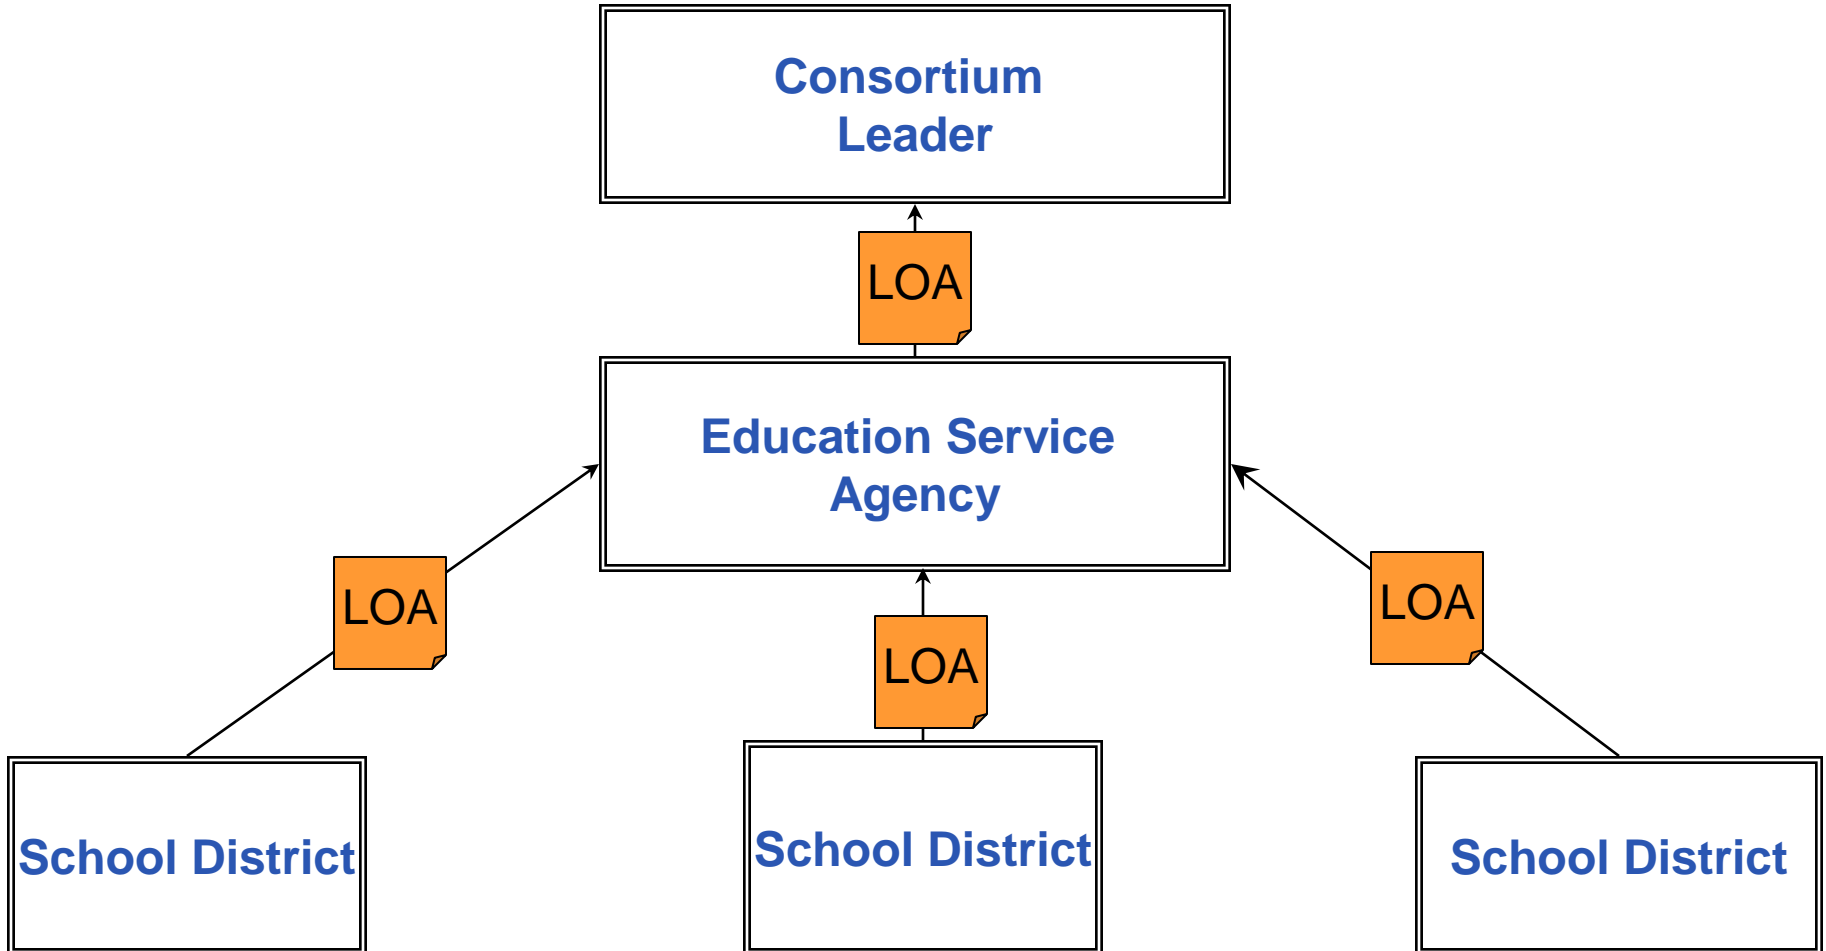 Consortium
Leader
LOA
Education Service
Agency
LOA
LOA
LOA
School District
School District
School District